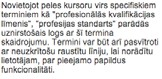 Novietojot peles kursoru virs specifiskiem
terminiem kā "profesionālās kvalifikācijas
līmenis", "profesijas standarts" parādās
uznirstošais logs ar šī termina
skaidrojumu. Termini var būt arī pasvītroti
ar neuzkrītošu raustītu līniju, lai norādītu
lietotājam, par pieejamo papildus
funkcionalitāti.